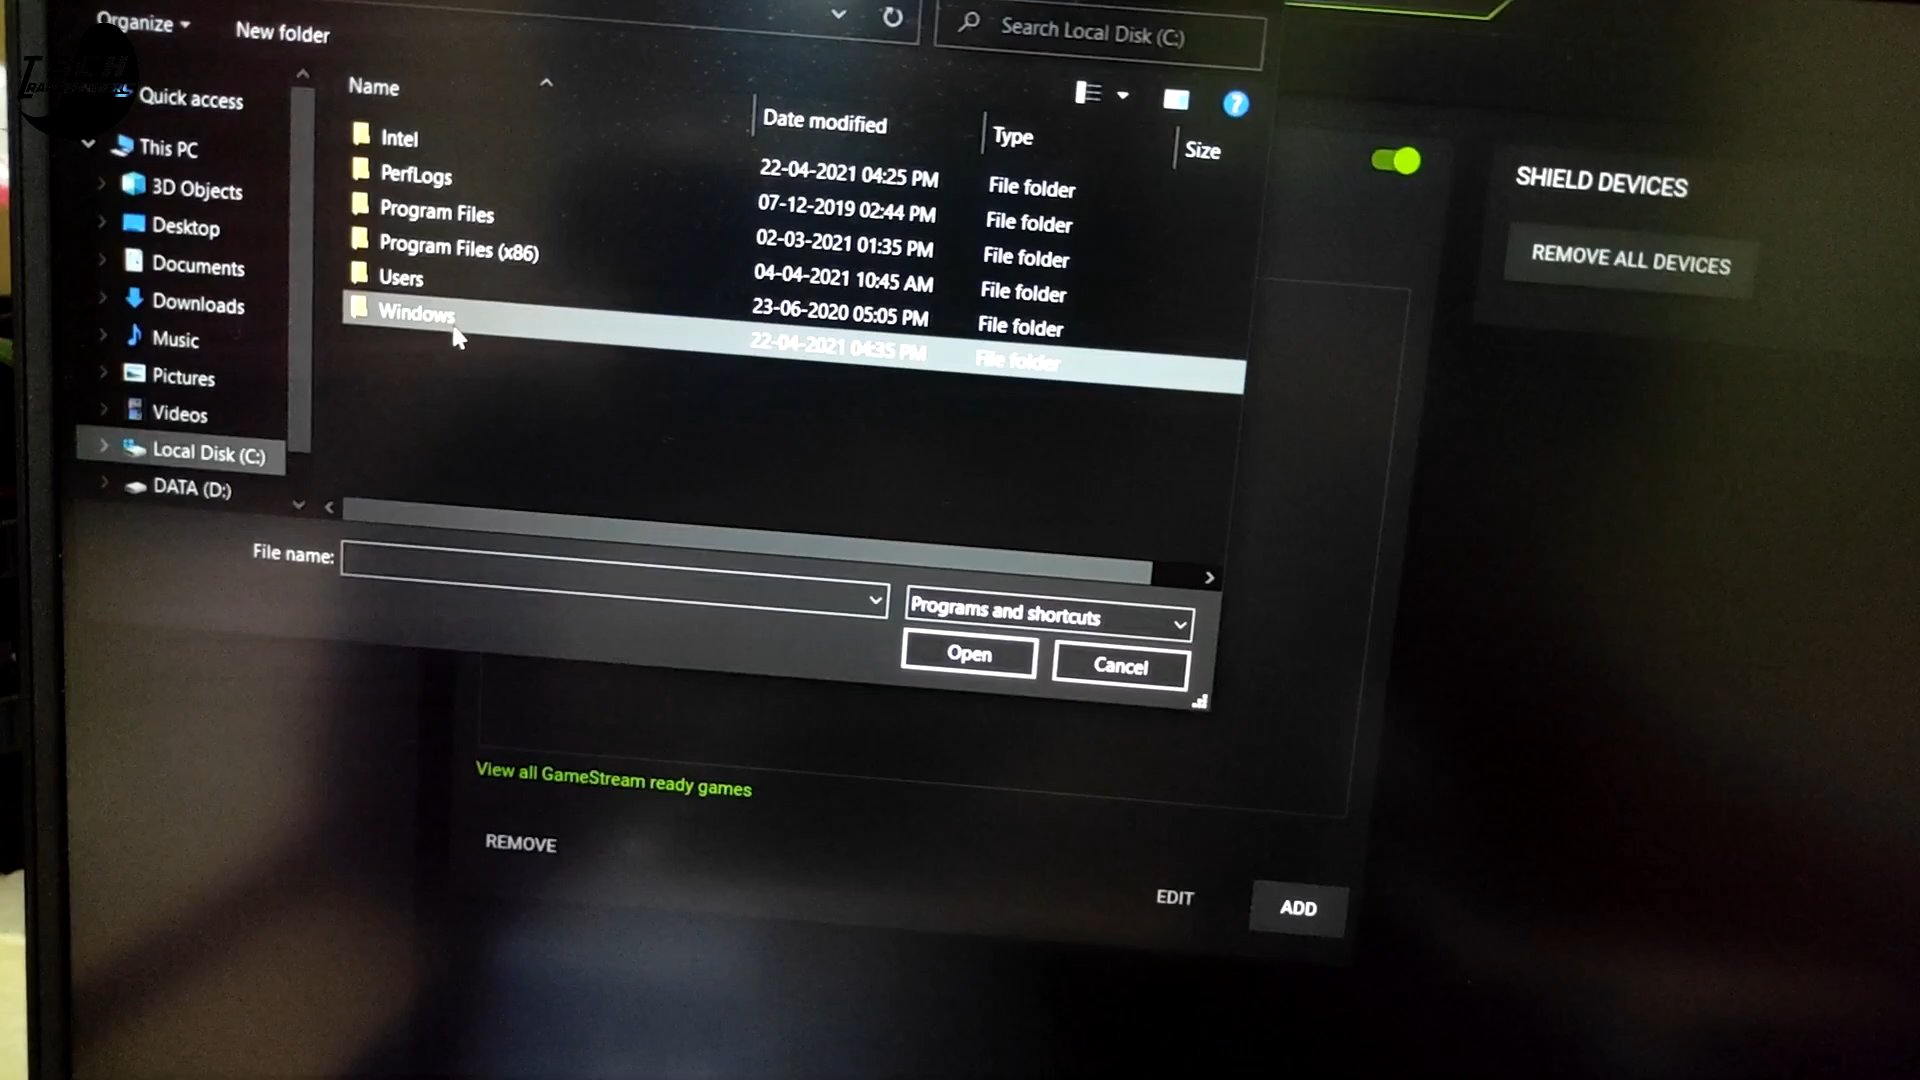 Organize
New folder
Search Local Disk (C:)
Quick access
This PC
3D Objects
Desktop
Documents
Downloads
Music
Pictures
Videos
Local Disk (C:)
DATA (D:)
Name Date modified Type Size
Intel 22-04-2021 04:25 PM File folder
PerfLogs 07-12-2019 02:44 PM File folder
Program Files 02-03-2021 01:35 PM File folder
Program Files (x86) 04-04-2021 10:45 AM File folder
Users 23-06-2020 05:05 PM File folder
Windows 22-04-2021 04:35 PM File folder
File name:
Programs and shortcuts
Open Cancel
SHIELD DEVICES
REMOVE ALL DEVICES
View all GameStream ready games
REMOVE
EDIT
ADD